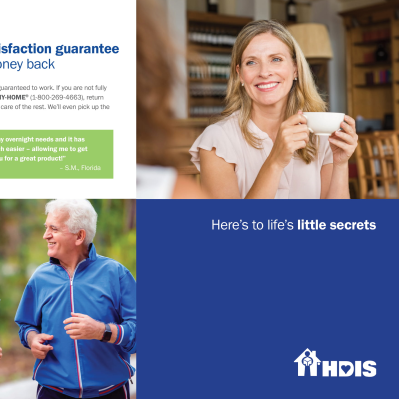 isfaction guarantee
oney back
guaranteed to work. If you are not fully
MY-HOME® (1-800-269-4663), return
care of the rest. We'll even pick up the
y overnight needs and it has
h easier – allowing me to get
u for a great product!"
– S.M., Florida
Here's to life's little secrets
HDIS